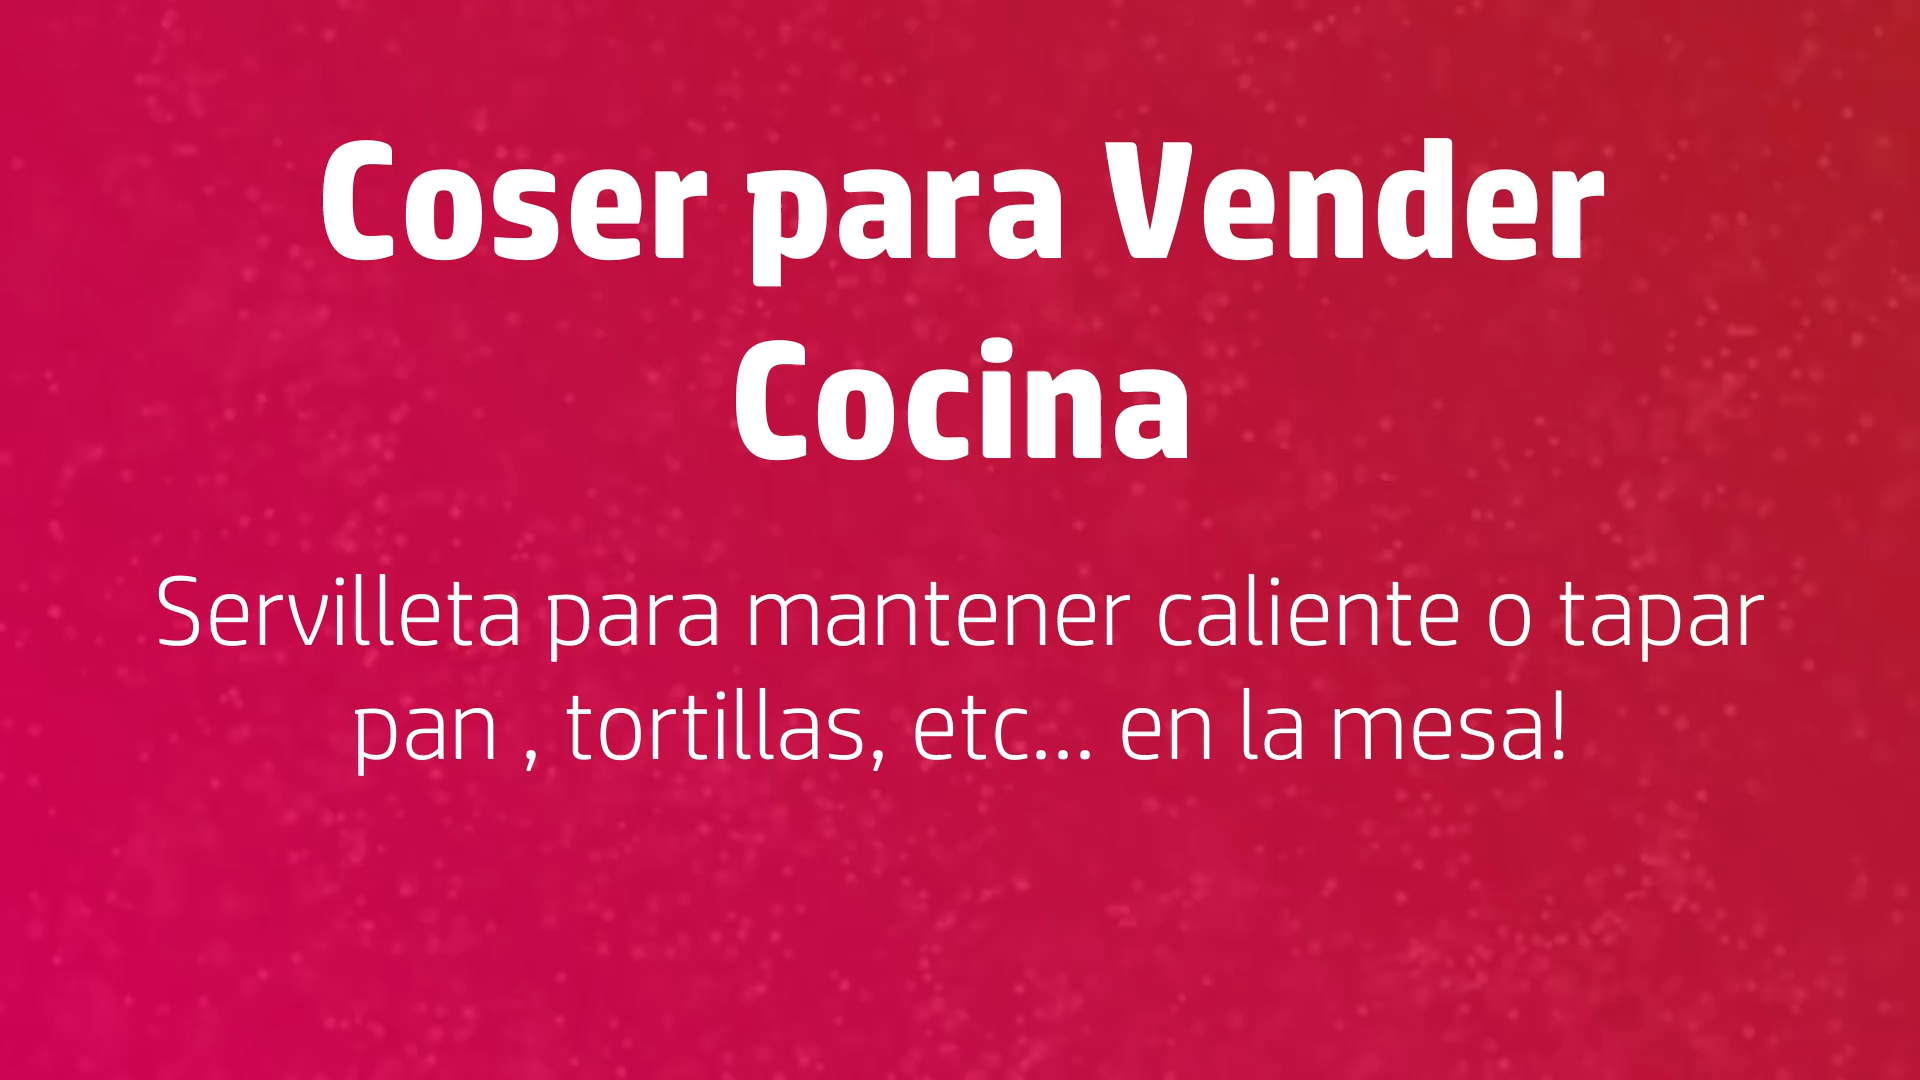 Coser para Vender
Cocina
Servilleta para mantener caliente o tapar
pan , tortillas, etc... en la mesa!